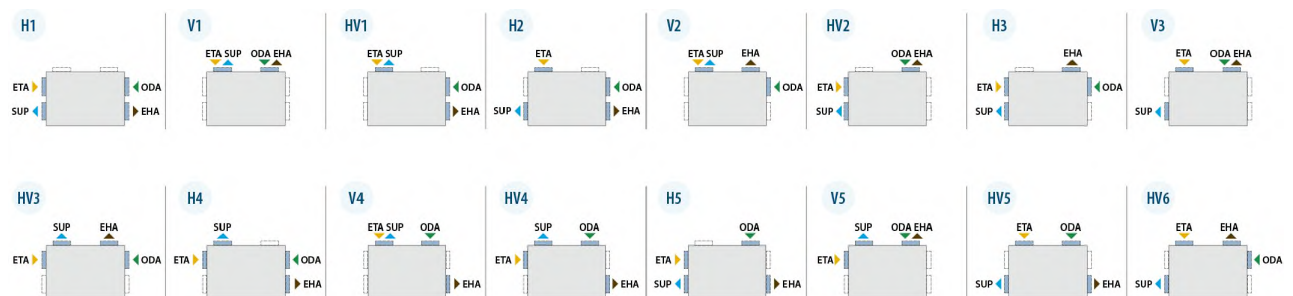 H1
V1
HV1
H2
V2
HV2
H3
V3
ETA SUP ODA EHA
ETA SUP
ETA
ETA SUP EHA
ODA EHA
EHA
ETA ODA EHA
ETA ODA
ODA
ODA
ODA
ETA
ETA ODA
SUP EHA
EHA
SUP EHA
SUP
SUP
HV3
H4
V4
HV4
H5
V5
HV5
HV6
SUP EHA
SUP
ETA SUP ODA
SUP ODA
ODA
SUP ODA EHA
ETA ODA
ETA EHA
ETA ODA
ETA ODA
ETA
ETA
ETA
ODA
EHA
EHA
EHA
SUP EHA
SUP EHA
SUP